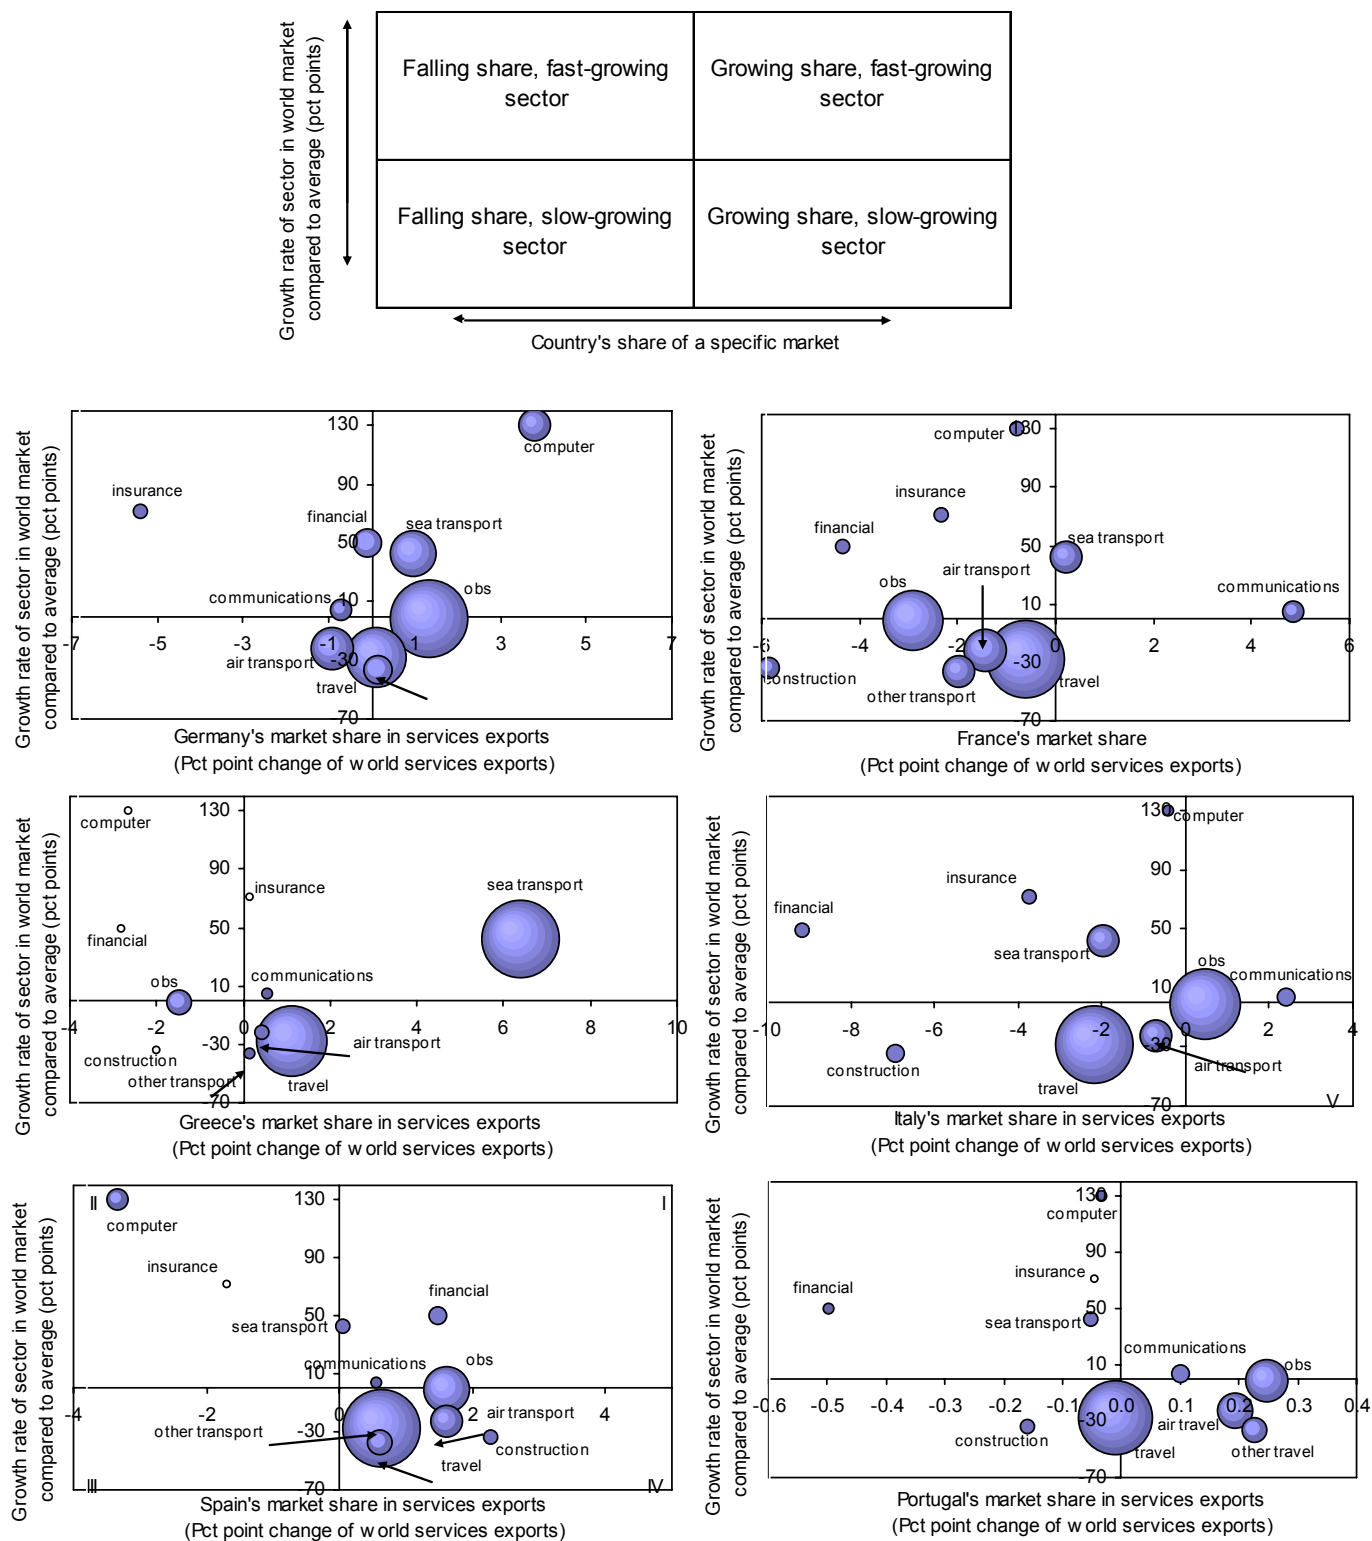 Growth rate of sector in world market
compared to average (pct points)
Falling share, fast-growing
sector
Growing share, fast-growing
sector
Falling share, slow-growing
sector
Growing share, slow-growing
sector
Country's share of a specific market
Growth rate of sector in world market
compared to average (pct points)
130
90
50
10
-30
-70
-7
-5
-3
-1
1
3
5
7
computer
insurance
financial
sea transport
communications
obs
air transport
travel
Germany's market share in services exports
(Pct point change of world services exports)
Growth rate of sector in world market
compared to average (pct points)
130
90
50
10
-30
-70
-6
-4
-2
0
2
4
6
computer
insurance
financial
sea transport
air transport
obs
communications
construction
other transport
travel
France's market share
(Pct point change of world services exports)
Growth rate of sector in world market
compared to average (pct points)
130
90
50
10
-30
-70
-4
-2
0
2
4
6
8
10
computer
insurance
sea transport
financial
obs
communications
construction
air transport
other transport
travel
Greece's market share in services exports
(Pct point change of world services exports)
Growth rate of sector in world market
compared to average (pct points)
130
90
50
10
-30
-70
-10
-8
-6
-4
-2
0
2
4
computer
insurance
financial
sea transport
obs
communications
construction
travel
air transport
V
Italy's market share in services exports
(Pct point change of world services exports)
Growth rate of sector in world market
compared to average (pct points)
II
I
III
IV
130
90
50
10
-30
-70
-4
-2
0
2
4
computer
insurance
financial
sea transport
communications
obs
other transport
air transport
construction
travel
Spain's market share in services exports
(Pct point change of world services exports)
Growth rate of sector in world market
compared to average (pct points)
130
90
50
10
-30
-70
-0.6
-0.5
-0.4
-0.3
-0.2
-0.1
0.0
0.1
0.2
0.3
0.4
computer
insurance
financial
sea transport
communications
obs
construction
air travel
travel
other travel
Portugal's market share in services exports
(Pct point change of world services exports)